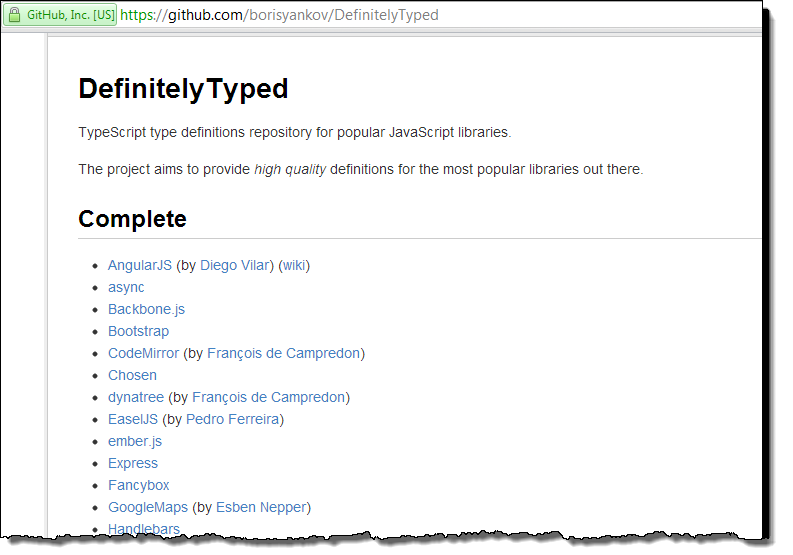 GitHub, Inc. [US] https://github.com/borisyankov/DefinitelyTyped
DefinitelyTyped
TypeScript type definitions repository for popular JavaScript libraries.
The project aims to provide high quality definitions for the most popular libraries out there.
Complete
AngularJS (by Diego Vilar) (wiki)
async
Backbone.js
Bootstrap
CodeMirror (by François de Campredon)
Chosen
dynatree (by François de Campredon)
EaselJS (by Pedro Ferreira)
ember.js
Express
Fancybox
GoogleMaps (by Esben Nepper)
Handlebars